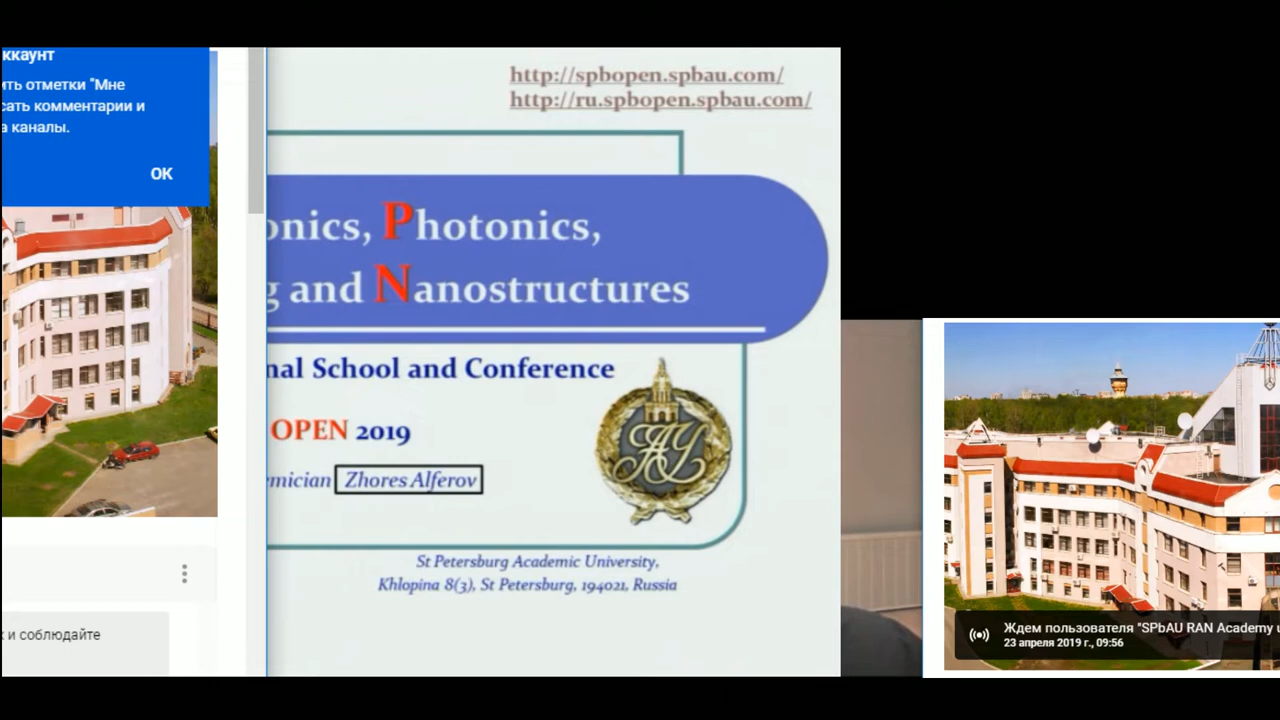 ккаунт
ить отметки "Мне
сать комментарии и
а каналы.
ОК
и соблюдайте
http://spbopen.spbau.com/
http://ru.spbopen.spbau.com/
onics, Photonics,
g and Nanostructures
nal School and Conference
OPEN 2019
emician Zhores Alferov
St Petersburg Academic University,
Khlopina 8(3), St Petersburg, 194021, Russia
Ждем пользователя "SPbAU RAN Academy u
23 апреля 2019 г., 09:56